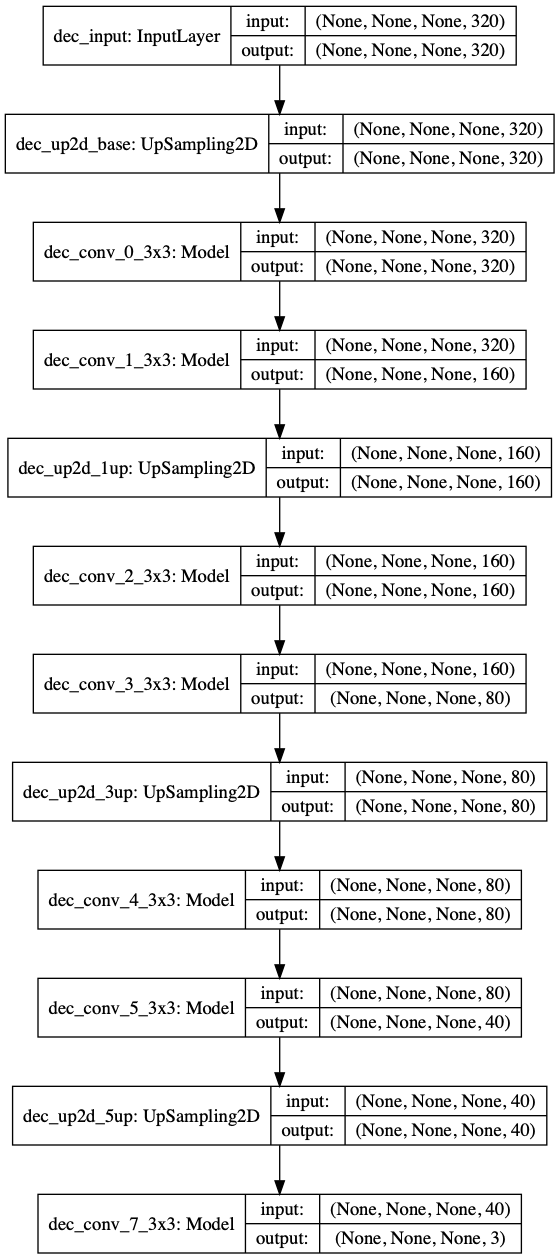 dec_input: InputLayer
input: (None, None, None, 320)
output: (None, None, None, 320)
dec_up2d_base: UpSampling2D
input: (None, None, None, 320)
output: (None, None, None, 320)
dec_conv_0_3x3: Model
input: (None, None, None, 320)
output: (None, None, None, 320)
dec_conv_1_3x3: Model
input: (None, None, None, 320)
output: (None, None, None, 160)
dec_up2d_1up: UpSampling2D
input: (None, None, None, 160)
output: (None, None, None, 160)
dec_conv_2_3x3: Model
input: (None, None, None, 160)
output: (None, None, None, 160)
dec_conv_3_3x3: Model
input: (None, None, None, 160)
output: (None, None, None, 80)
dec_up2d_3up: UpSampling2D
input: (None, None, None, 80)
output: (None, None, None, 80)
dec_conv_4_3x3: Model
input: (None, None, None, 80)
output: (None, None, None, 80)
dec_conv_5_3x3: Model
input: (None, None, None, 80)
output: (None, None, None, 40)
dec_up2d_5up: UpSampling2D
input: (None, None, None, 40)
output: (None, None, None, 40)
dec_conv_7_3x3: Model
input: (None, None, None, 40)
output: (None, None, None, 3)